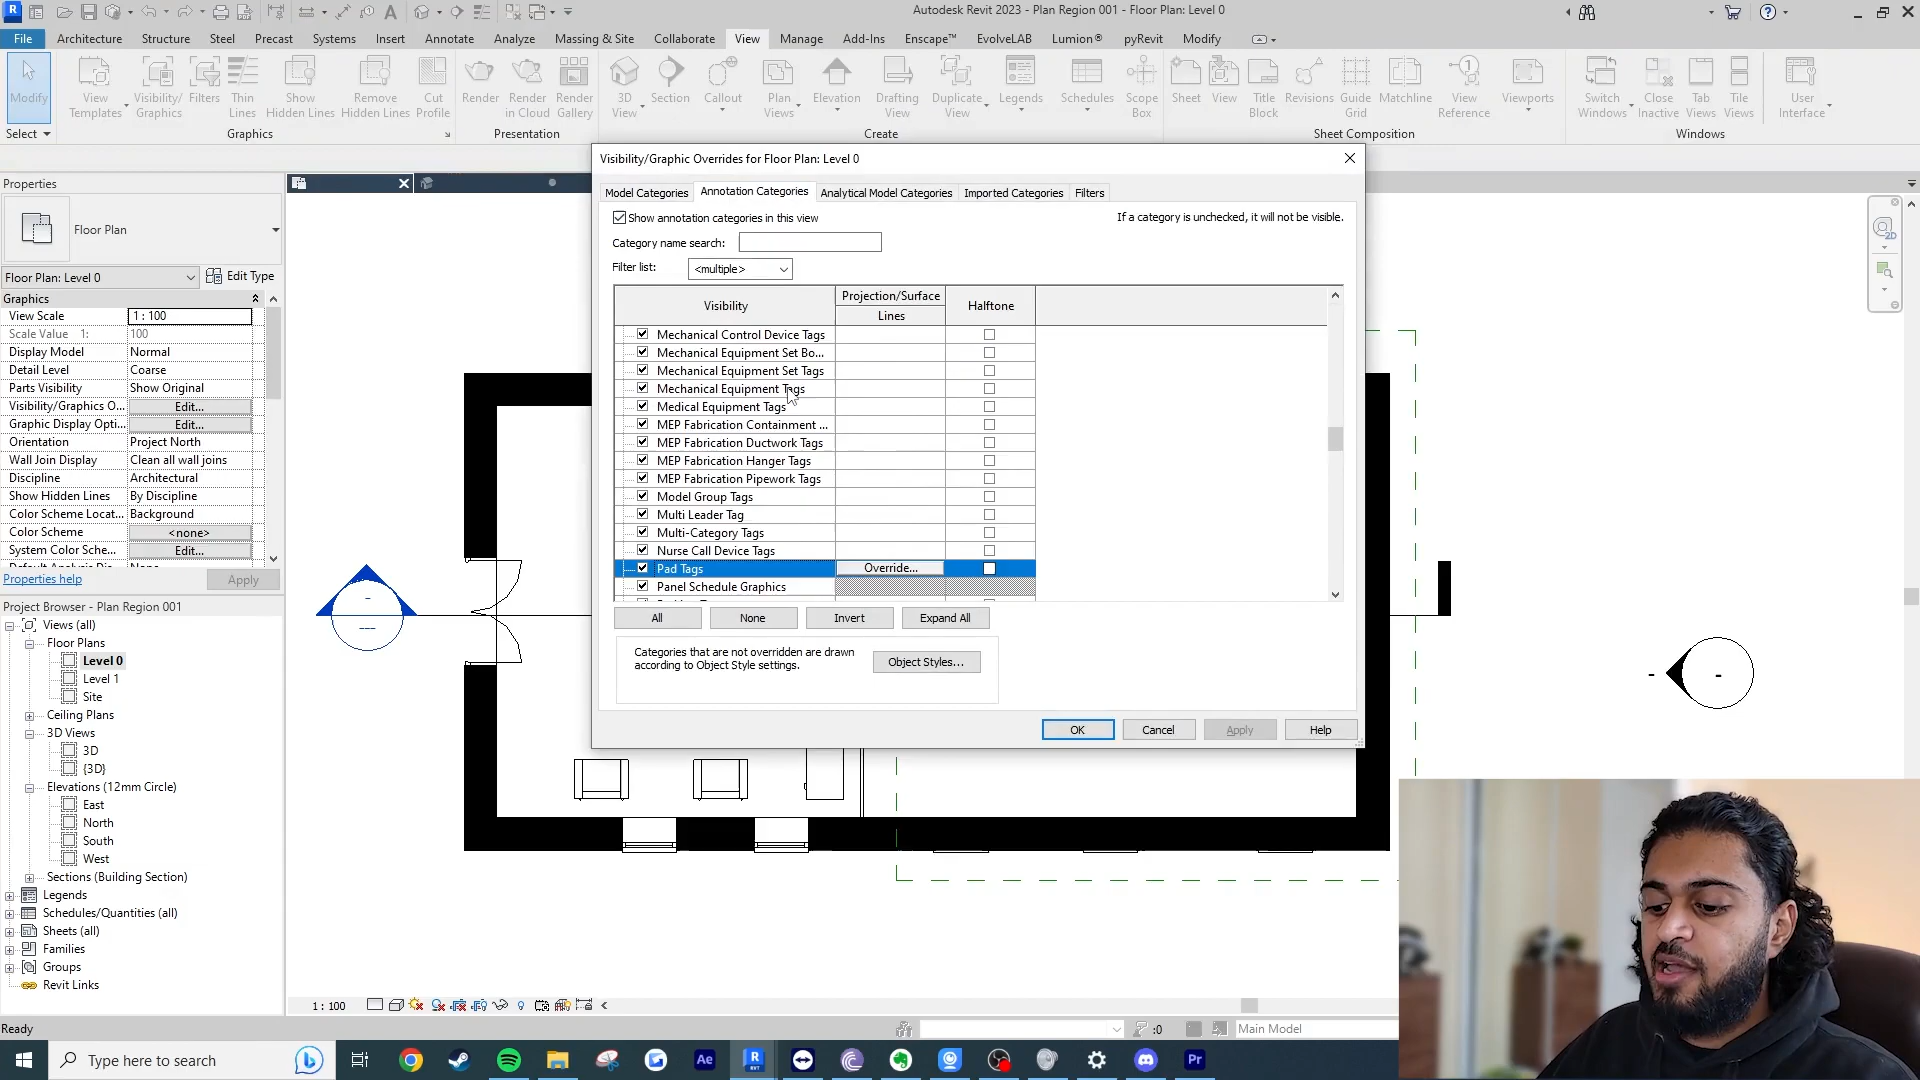 Autodesk Revit 2023 - Plan Region 001 - Floor Plan: Level 0
File Architecture Structure Steel Precast Systems Insert Annotate Analyze Massing & Site Collaborate View Manage Add-Ins Enscape™ EvolveLAB Lumion® pyRevit Modify
Modify
View Templates
Visibility/ Graphics
Filters
Thin Lines
Show Hidden Lines
Remove Hidden Lines
Cut Profile
Render
Render in Cloud
Render Gallery
3D View
Section
Callout
Plan Views
Elevation
Drafting View
Duplicate View
Legends
Schedules
Scope Box
Sheet
View
Title Block
Revisions
Guide Grid
Matchline
View Reference
Viewports
Switch Windows
Close Inactive
Tab Views
Tile Views
User Interface
Select Graphics Presentation Create Sheet Composition Windows
Properties
Floor Plan
Floor Plan: Level 0 Edit Type
Graphics
View Scale 1 : 100
Scale Value 1: 100
Display Model Normal
Detail Level Coarse
Parts Visibility Show Original
Visibility/Graphics O... Edit...
Graphic Display Opti... Edit...
Orientation Project North
Wall Join Display Clean all wall joins
Discipline Architectural
Show Hidden Lines By Discipline
Color Scheme Locat... Background
Color Scheme <none>
System Color Sche... Edit...
Properties help Apply
Project Browser - Plan Region 001
Views (all)
Floor Plans
Level 0
Level 1
Site
Ceiling Plans
3D Views
3D
{3D}
Elevations (12mm Circle)
East
North
South
West
Sections (Building Section)
Legends
Schedules/Quantities (all)
Sheets (all)
Families
Groups
Revit Links
Visibility/Graphic Overrides for Floor Plan: Level 0
Model Categories Annotation Categories Analytical Model Categories Imported Categories Filters
Show annotation categories in this view If a category is unchecked, it will not be visible.
Category name search:
Filter list: <multiple>
Visibility Projection/Surface Halftone
Lines
Mechanical Control Device Tags
Mechanical Equipment Set Bo...
Mechanical Equipment Set Tags
Mechanical Equipment Tags
Medical Equipment Tags
MEP Fabrication Containment ...
MEP Fabrication Ductwork Tags
MEP Fabrication Hanger Tags
MEP Fabrication Pipework Tags
Model Group Tags
Multi Leader Tag
Multi-Category Tags
Nurse Call Device Tags
Pad Tags Override...
Panel Schedule Graphics
All None Invert Expand All
Categories that are not overridden are drawn
according to Object Style settings.
Object Styles...
OK Cancel Apply Help
1 : 100
Ready :0 Main Model
Type here to search